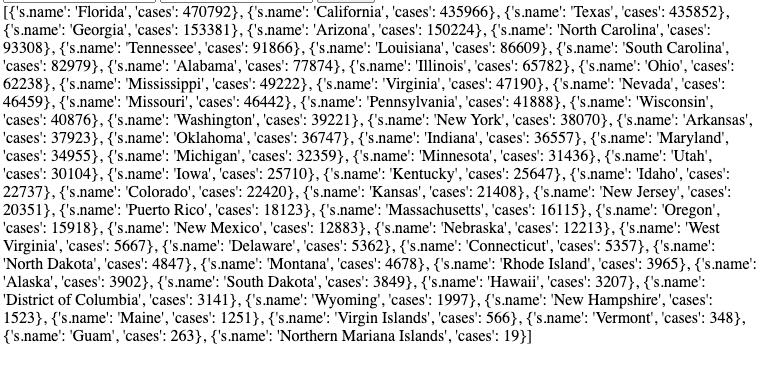 [{'s.name': 'Florida', 'cases': 470792}, {'s.name': 'California', 'cases': 435966}, {'s.name': 'Texas', 'cases': 435852},
{'s.name': 'Georgia', 'cases': 153381}, {'s.name': 'Arizona', 'cases': 150224}, {'s.name': 'North Carolina', 'cases':
93308}, {'s.name': 'Tennessee', 'cases': 91866}, {'s.name': 'Louisiana', 'cases': 86609}, {'s.name': 'South Carolina',
'cases': 82979}, {'s.name': 'Alabama', 'cases': 77874}, {'s.name': 'Illinois', 'cases': 65782}, {'s.name': 'Ohio', 'cases':
62238}, {'s.name': 'Mississippi', 'cases': 49222}, {'s.name': 'Virginia', 'cases': 47190}, {'s.name': 'Nevada', 'cases':
46459}, {'s.name': 'Missouri', 'cases': 46442}, {'s.name': 'Pennsylvania', 'cases': 41888}, {'s.name': 'Wisconsin',
'cases': 40876}, {'s.name': 'Washington', 'cases': 39221}, {'s.name': 'New York', 'cases': 38070}, {'s.name': 'Arkansas',
'cases': 37923}, {'s.name': 'Oklahoma', 'cases': 36747}, {'s.name': 'Indiana', 'cases': 36557}, {'s.name': 'Maryland',
'cases': 34955}, {'s.name': 'Michigan', 'cases': 32359}, {'s.name': 'Minnesota', 'cases': 31436}, {'s.name': 'Utah',
'cases': 30104}, {'s.name': 'Iowa', 'cases': 25710}, {'s.name': 'Kentucky', 'cases': 25647}, {'s.name': 'Idaho', 'cases':
22737}, {'s.name': 'Colorado', 'cases': 22420}, {'s.name': 'Kansas', 'cases': 21408}, {'s.name': 'New Jersey', 'cases':
20351}, {'s.name': 'Puerto Rico', 'cases': 18123}, {'s.name': 'Massachusetts', 'cases': 16115}, {'s.name': 'Oregon',
'cases': 15918}, {'s.name': 'New Mexico', 'cases': 12883}, {'s.name': 'Nebraska', 'cases': 12213}, {'s.name': 'West
Virginia', 'cases': 5667}, {'s.name': 'Delaware', 'cases': 5362}, {'s.name': 'Connecticut', 'cases': 5357}, {'s.name':
'North Dakota', 'cases': 4847}, {'s.name': 'Montana', 'cases': 4678}, {'s.name': 'Rhode Island', 'cases': 3965}, {'s.name':
'Alaska', 'cases': 3902}, {'s.name': 'South Dakota', 'cases': 3849}, {'s.name': 'Hawaii', 'cases': 3207}, {'s.name':
'District of Columbia', 'cases': 3141}, {'s.name': 'Wyoming', 'cases': 1997}, {'s.name': 'New Hampshire', 'cases':
1523}, {'s.name': 'Maine', 'cases': 1251}, {'s.name': 'Virgin Islands', 'cases': 566}, {'s.name': 'Vermont', 'cases': 348},
{'s.name': 'Guam', 'cases': 263}, {'s.name': 'Northern Mariana Islands', 'cases': 19}]